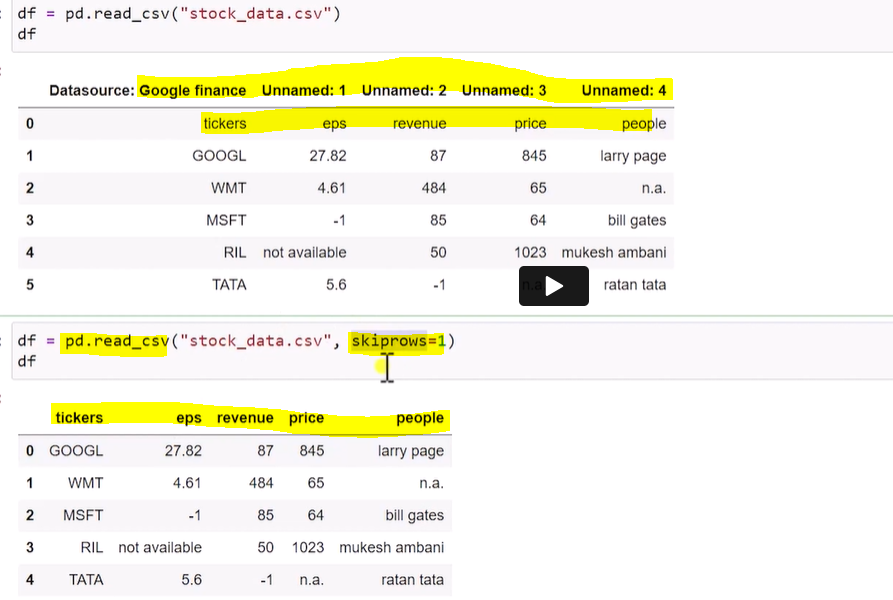 : df = pd.read_csv("stock_data.csv")
df
:
Datasource: Google finance Unnamed: 1 Unnamed: 2 Unnamed: 3 Unnamed: 4
0 tickers eps revenue price people
1 GOOGL 27.82 87 845 larry page
2 WMT 4.61 484 65 n.a.
3 MSFT -1 85 64 bill gates
4 RIL not available 50 1023 mukesh ambani
5 TATA 5.6 -1 n.a. ratan tata
: df = pd.read_csv("stock_data.csv", skiprows=1)
df
:
tickers eps revenue price people
0 GOOGL 27.82 87 845 larry page
1 WMT 4.61 484 65 n.a.
2 MSFT -1 85 64 bill gates
3 RIL not available 50 1023 mukesh ambani
4 TATA 5.6 -1 n.a. ratan tata